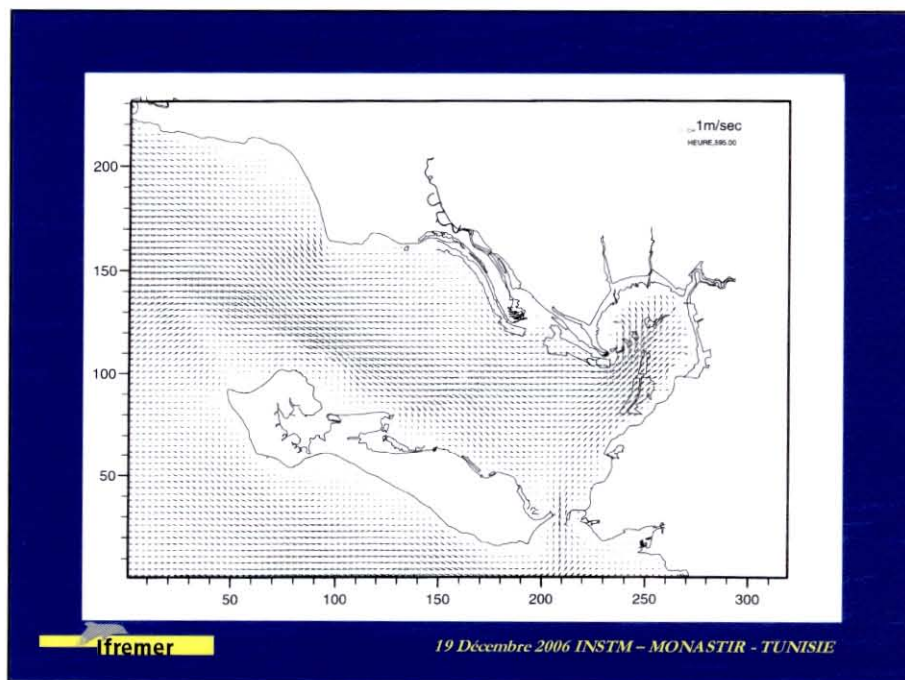 1m/sec
HEURE,595.00
200
150
100
50
50
100
150
200
250
300
Ifremer
19 Décembre 2006 INSTM – MONASTIR - TUNISIE